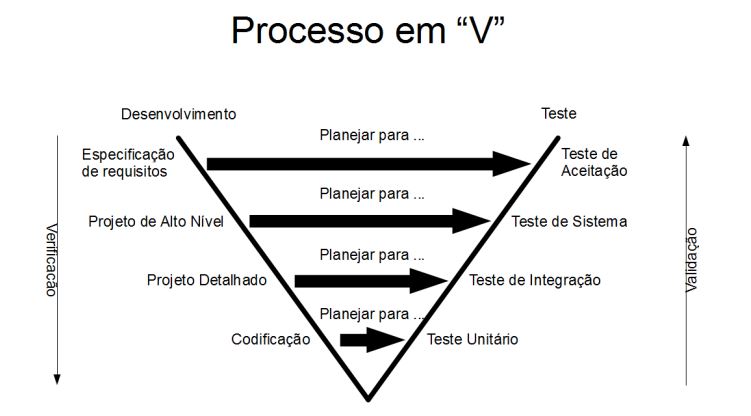 Processo em “V”
Desenvolvimento
Teste
Planejar para ...
Especificação
de requisitos
Teste de
Aceitação
Planejar para ...
Projeto de Alto Nível
Teste de Sistema
Verificação
Validação
Planejar para ...
Projeto Detalhado
Teste de Integração
Planejar para ...
Codificação
Teste Unitário